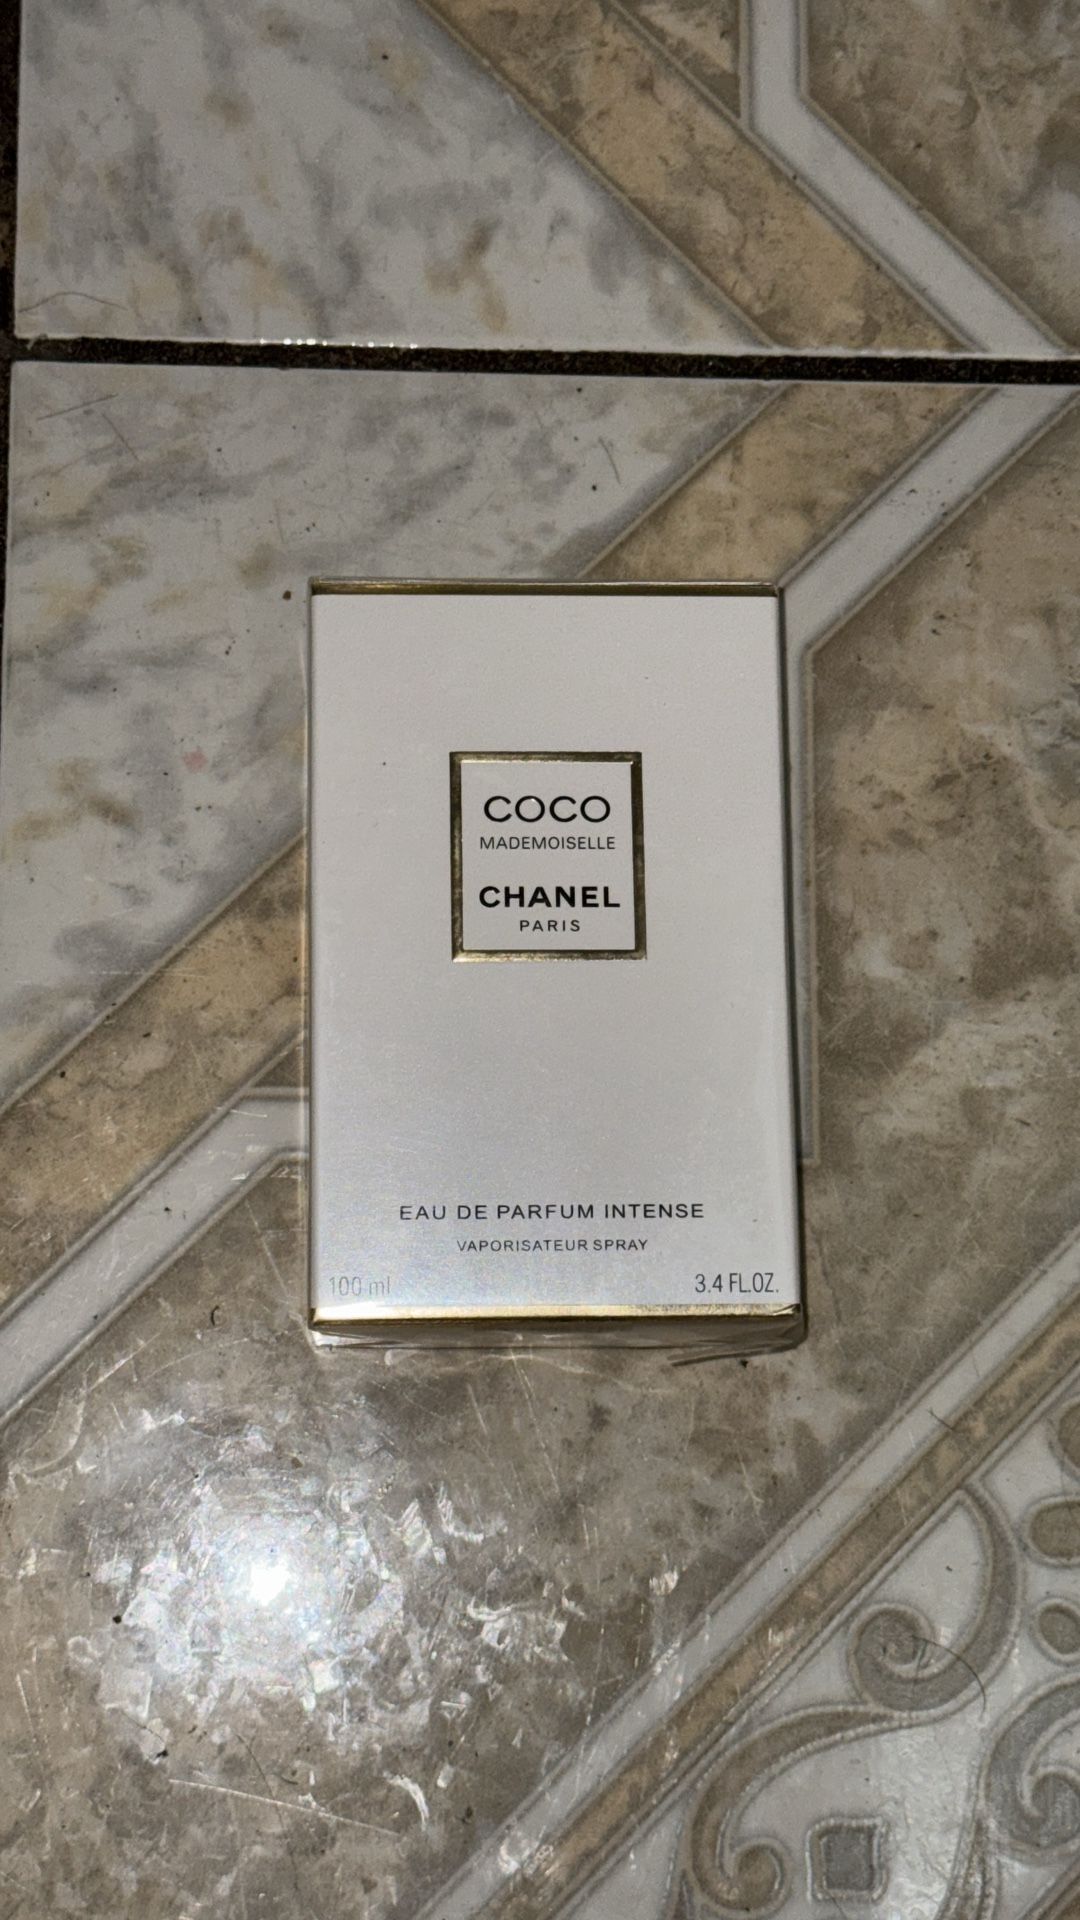 COCO
MADEMOISELLE
CHANEL
PARIS
EAU DE PARFUM INTENSE
VAPORISATEUR SPRAY
100 ml 3.4 FL.OZ.